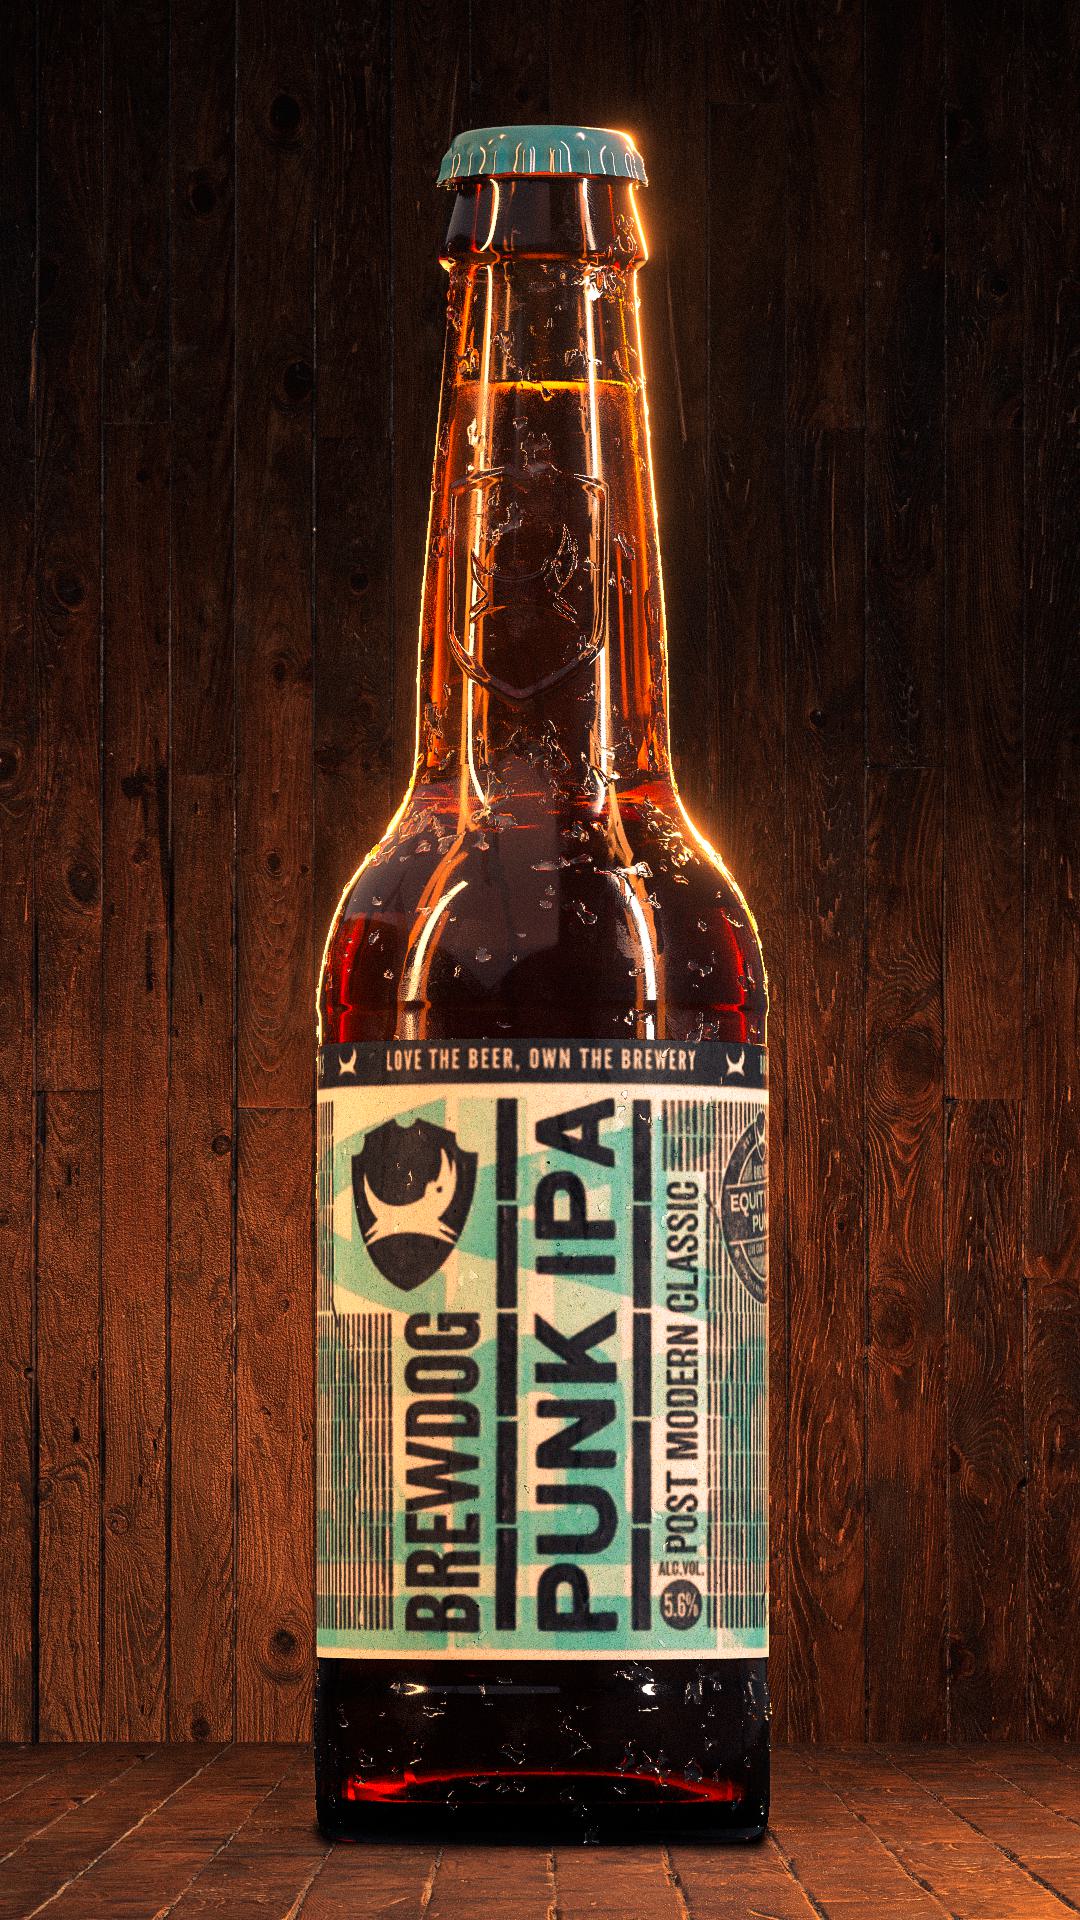 LOVE THE BEER, OWN THE BREWERY
BREWDOG
PUNK IPA
POST MODERN CLASSIC
ALC.VOL.
5.6%